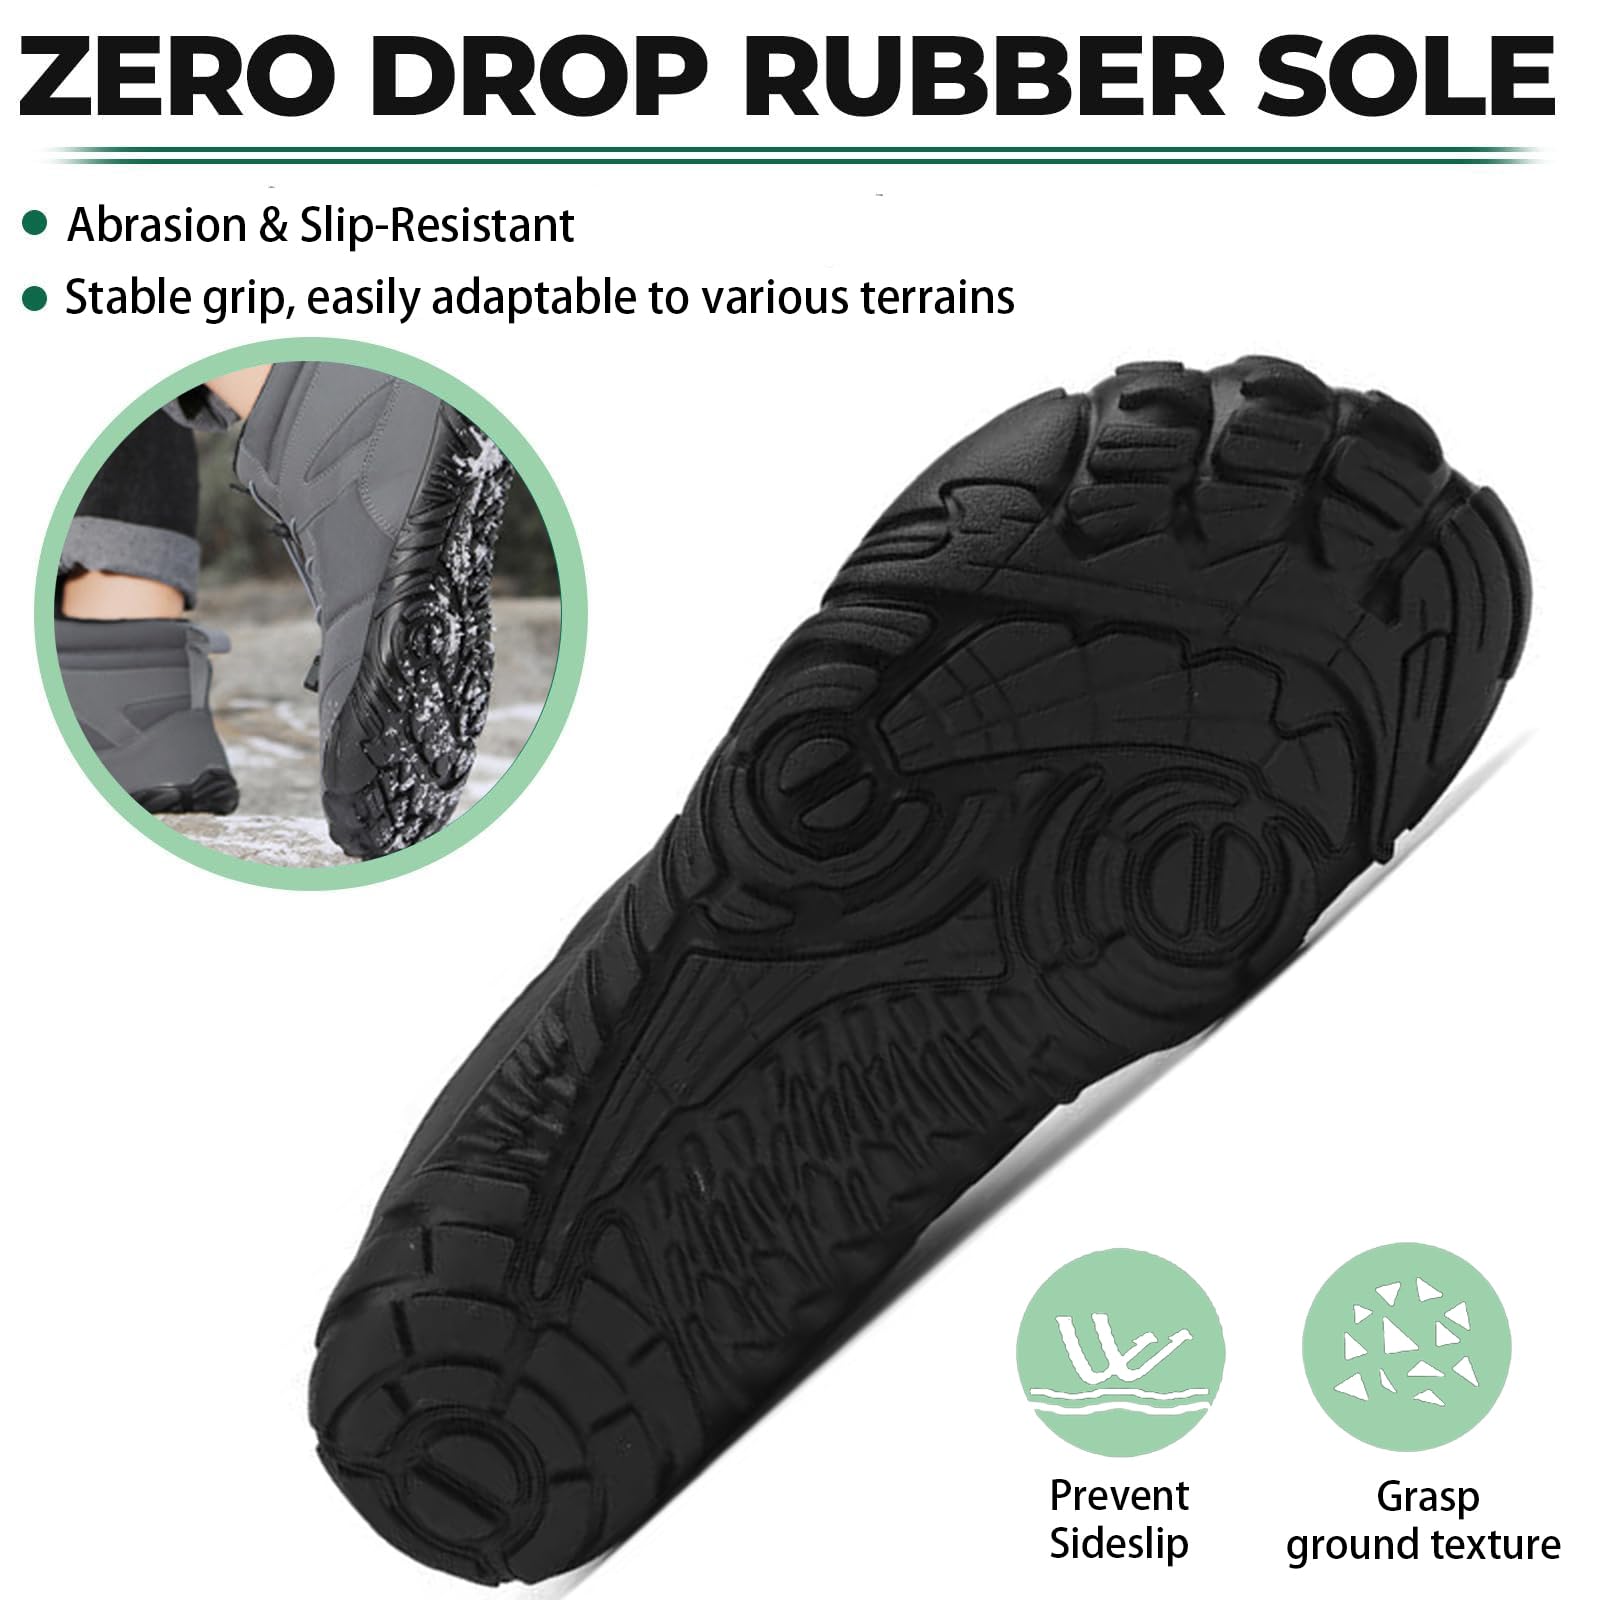 ZERO DROP RUBBER SOLE
Abrasion & Slip-Resistant
Stable grip, easily adaptable to various terrains
Prevent
Sideslip
Grasp
ground texture